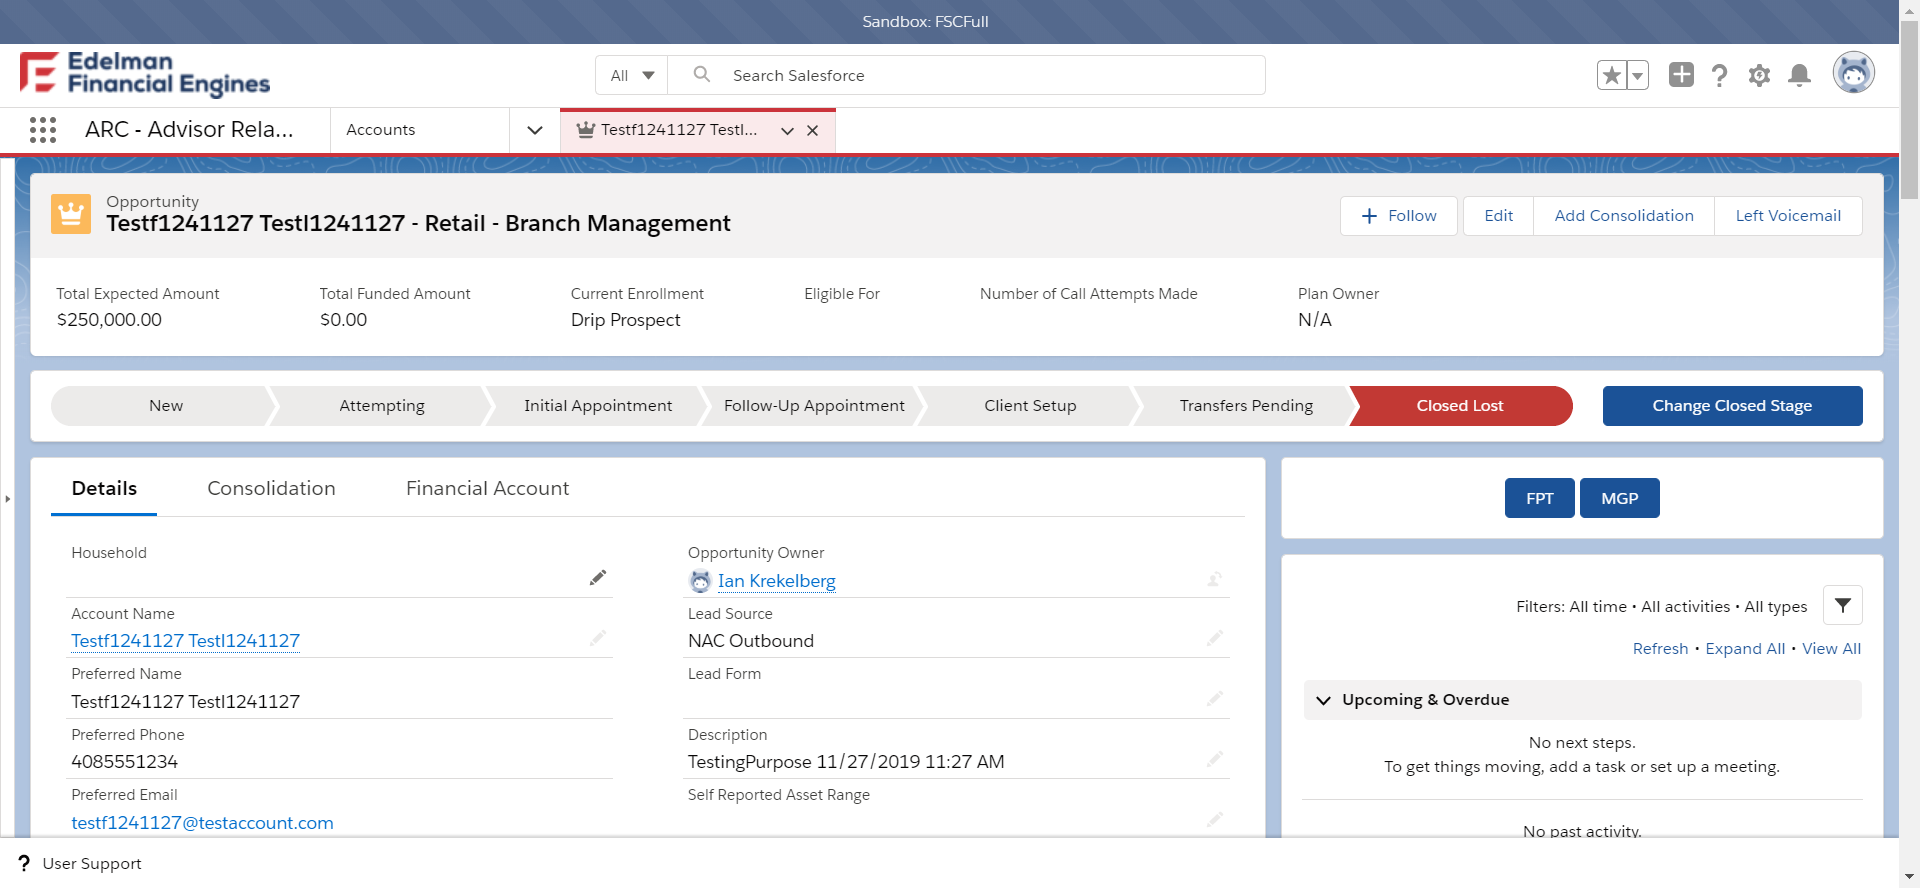 Sandbox: FSCFull
Edelman
Financial Engines
All
Search Salesforce
ARC - Advisor Rela...
Accounts
Testf1241127 Testl...
Opportunity
Testf1241127 Testl1241127 - Retail - Branch Management
Follow
Edit
Add Consolidation
Left Voicemail
Total Expected Amount
$250,000.00
Total Funded Amount
$0.00
Current Enrollment
Drip Prospect
Eligible For
Number of Call Attempts Made
Plan Owner
N/A
New
Attempting
Initial Appointment
Follow-Up Appointment
Client Setup
Transfers Pending
Closed Lost
Change Closed Stage
Details
Consolidation
Financial Account
Household
Account Name
Testf1241127 Testl1241127
Preferred Name
Testf1241127 Testl1241127
Preferred Phone
4085551234
Preferred Email
testf1241127@testaccount.com
Opportunity Owner
Ian Krekelberg
Lead Source
NAC Outbound
Lead Form
Description
TestingPurpose 11/27/2019 11:27 AM
Self Reported Asset Range
FPT
MGP
Filters: All time • All activities • All types
Refresh • Expand All • View All
Upcoming & Overdue
No next steps.
To get things moving, add a task or set up a meeting.
No past activity.
? User Support